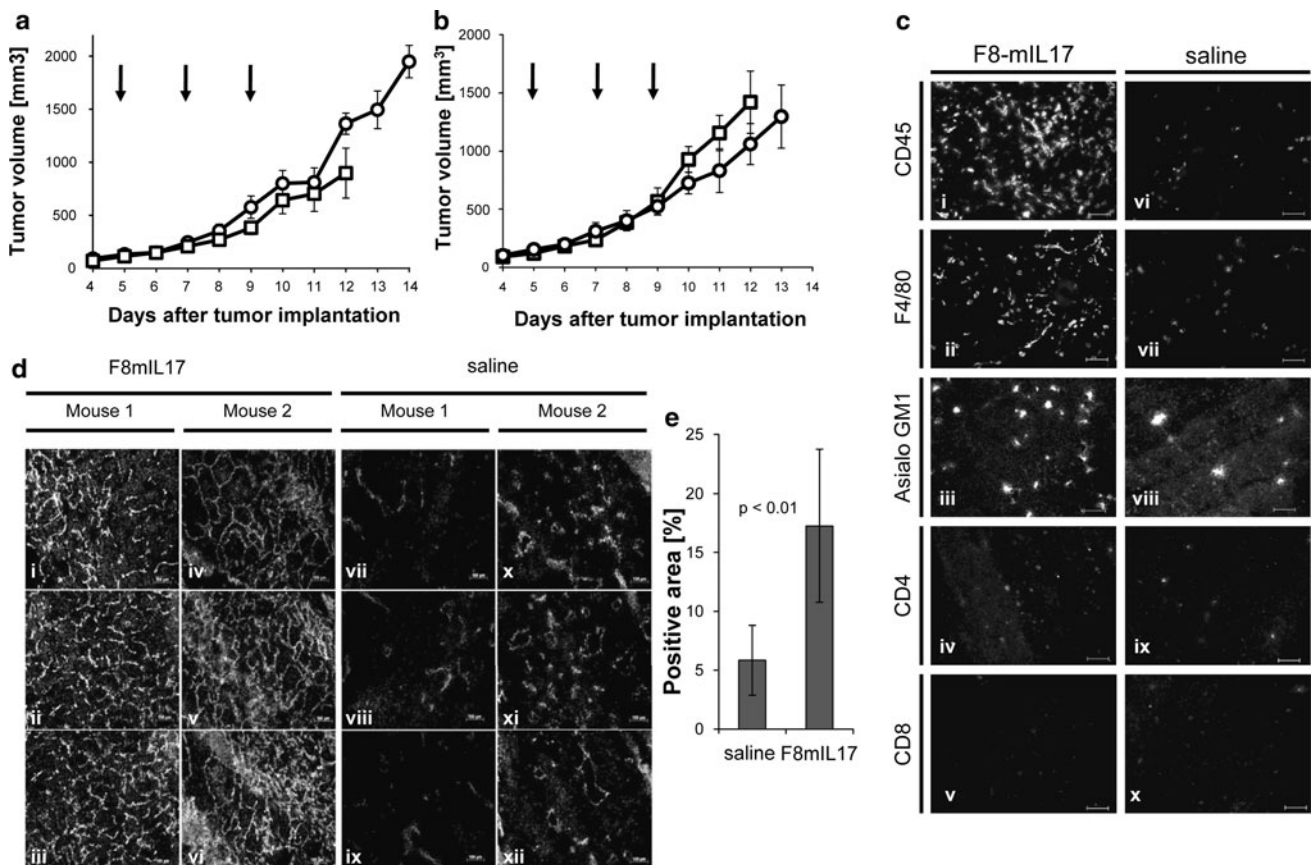 a
Tumor volume [mm3]
2000
1500
1000
500
0
4 5 6 7 8 9 10 11 12 13 14
Days after tumor implantation
b
Tumor volume [mm³]
2000
1500
1000
500
0
4 5 6 7 8 9 10 11 12 13 14
Days after tumor implantation
c
F8-mIL17 saline
CD45
i vi
F4/80
ii vii
Asialo GM1
iii viii
CD4
iv ix
CD8
v x
d
F8mIL17 saline
Mouse 1 Mouse 2 Mouse 1 Mouse 2
i iv vii x
ii v viii xi
iii vi ix xii
e
Positive area [%]
25
20
15
10
5
0
p < 0.01
saline F8mIL17